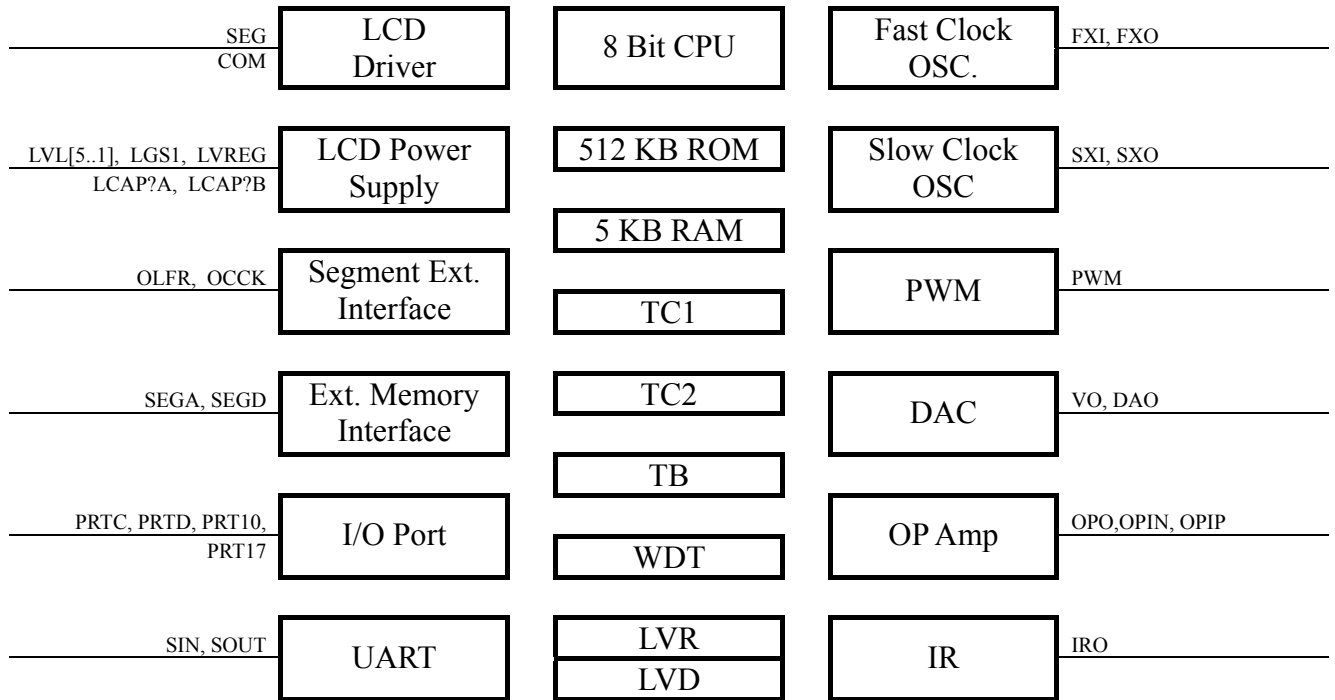 SEG
COM
LCD
Driver
8 Bit CPU
Fast Clock
OSC.
FXI, FXO
LVL[5..1], LGS1, LVREG
LCAP?A, LCAP?B
LCD Power
Supply
512 KB ROM
Slow Clock
OSC
SXI, SXO
5 KB RAM
OLFR, OCCK
Segment Ext.
Interface
TC1
PWM
PWM
SEGA, SEGD
Ext. Memory
Interface
TC2
DAC
VO, DAO
TB
PRTC, PRTD, PRT10,
PRT17
I/O Port
WDT
OP Amp
OPO,OPIN, OPIP
SIN, SOUT
UART
LVR
LVD
IR
IRO